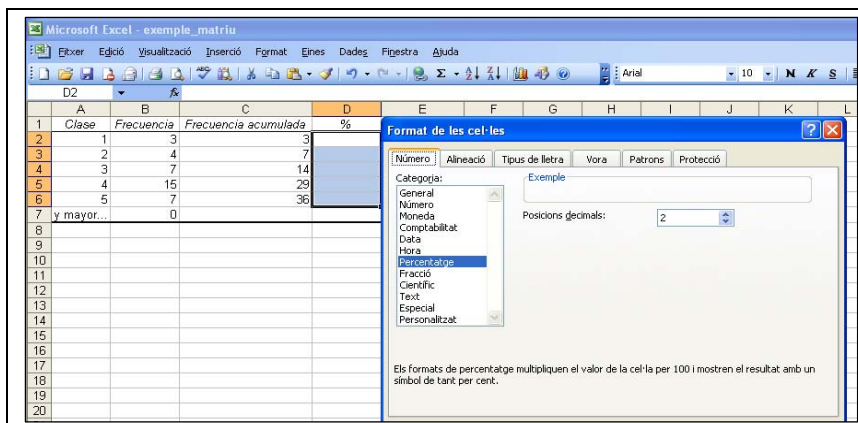 Microsoft Excel - exemple_matriu
Fitxer Edició Visualització Inserció Format Eines Dades Finestra Ajuda
Arial 10 N K S
D2 fx
A B C D E F G H I J K L
1 Clase Frecuencia Frecuencia acumulada %
2 1 3 3
3 2 4 7
4 3 7 14
5 4 15 29
6 5 7 36
7 y mayor... 0
8
9
10
11
12
13
14
15
16
17
18
19
20
Format de les cel·les
Número Alineació Tipus de lletra Vora Patrons Protecció
Categoria:
General
Número
Moneda
Comptabilitat
Data
Hora
Percentatge
Fracció
Científic
Text
Especial
Personalitzat
Exemple
Posicions decimals: 2
Els formats de percentatge multipliquen el valor de la cel·la per 100 i mostren el resultat amb un
símbol de tant per cent.